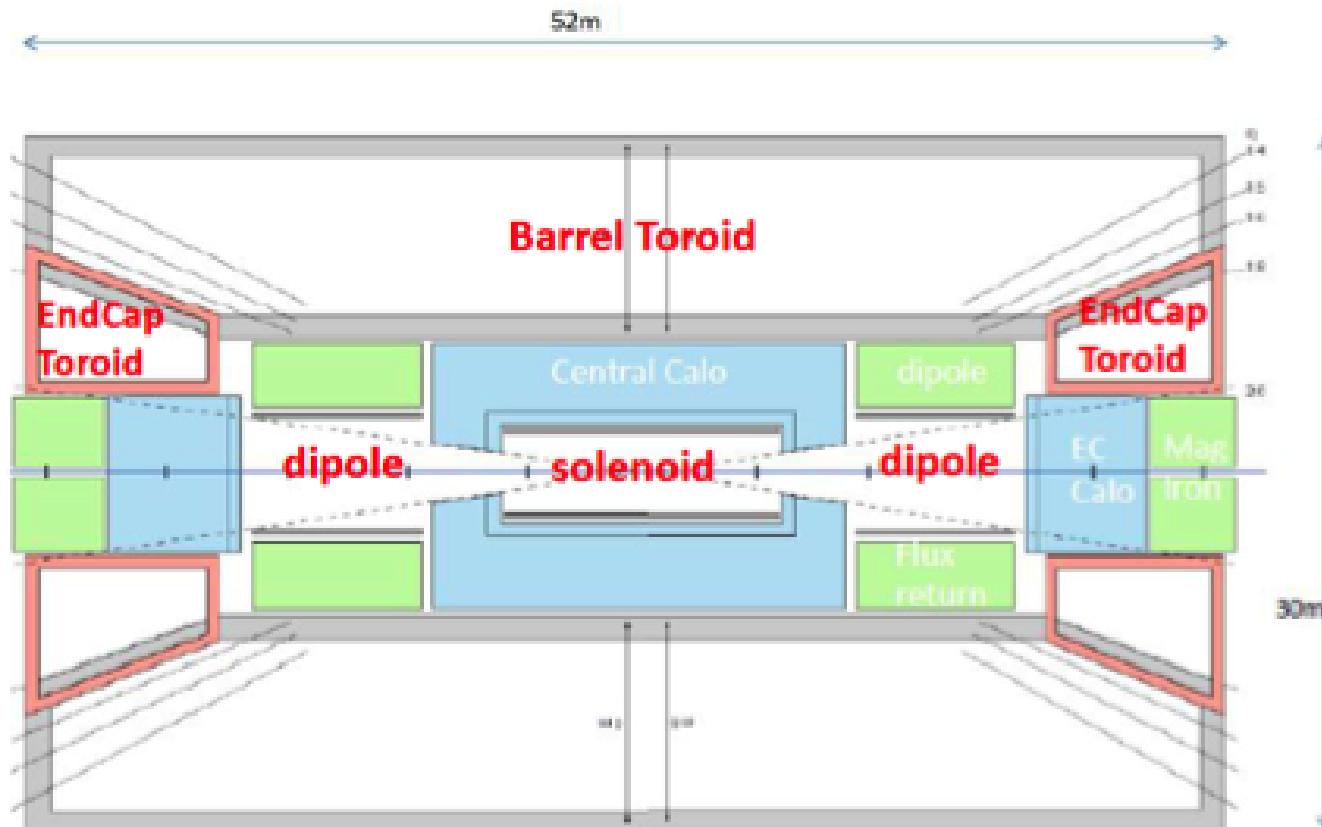 52m
Barrel Toroid
EndCap
Toroid
EndCap
Toroid
Central Calo
dipole
dipole
solenoid
dipole
EC
Calo
Mag
Iron
Flux
return
30m